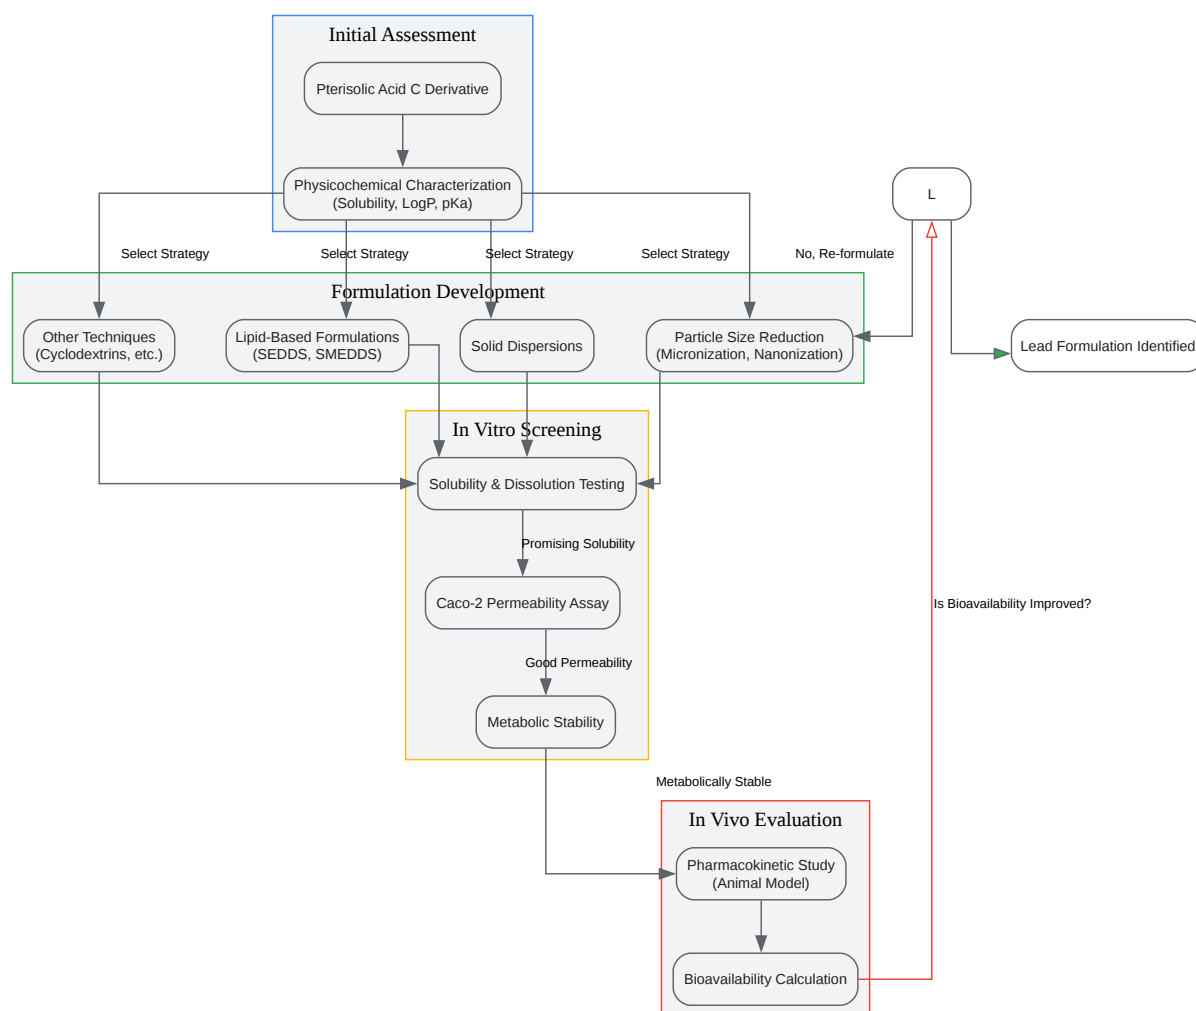 Initial Assessment
Pterisolic Acid C Derivative
Physicochemical Characterization
(Solubility, LogP, pKa)
L
Select Strategy
Select Strategy
Select Strategy
Select Strategy
No, Re-formulate
Formulation Development
Other Techniques
(Cyclodextrins, etc.)
Lipid-Based Formulations
(SEDDS, SMEDDS)
Solid Dispersions
Particle Size Reduction
(Micronization, Nanonization)
Lead Formulation Identified
In Vitro Screening
Solubility & Dissolution Testing
Promising Solubility
Caco-2 Permeability Assay
Is Bioavailability Improved?
Good Permeability
Metabolic Stability
Metabolically Stable
In Vivo Evaluation
Pharmacokinetic Study
(Animal Model)
Bioavailability Calculation